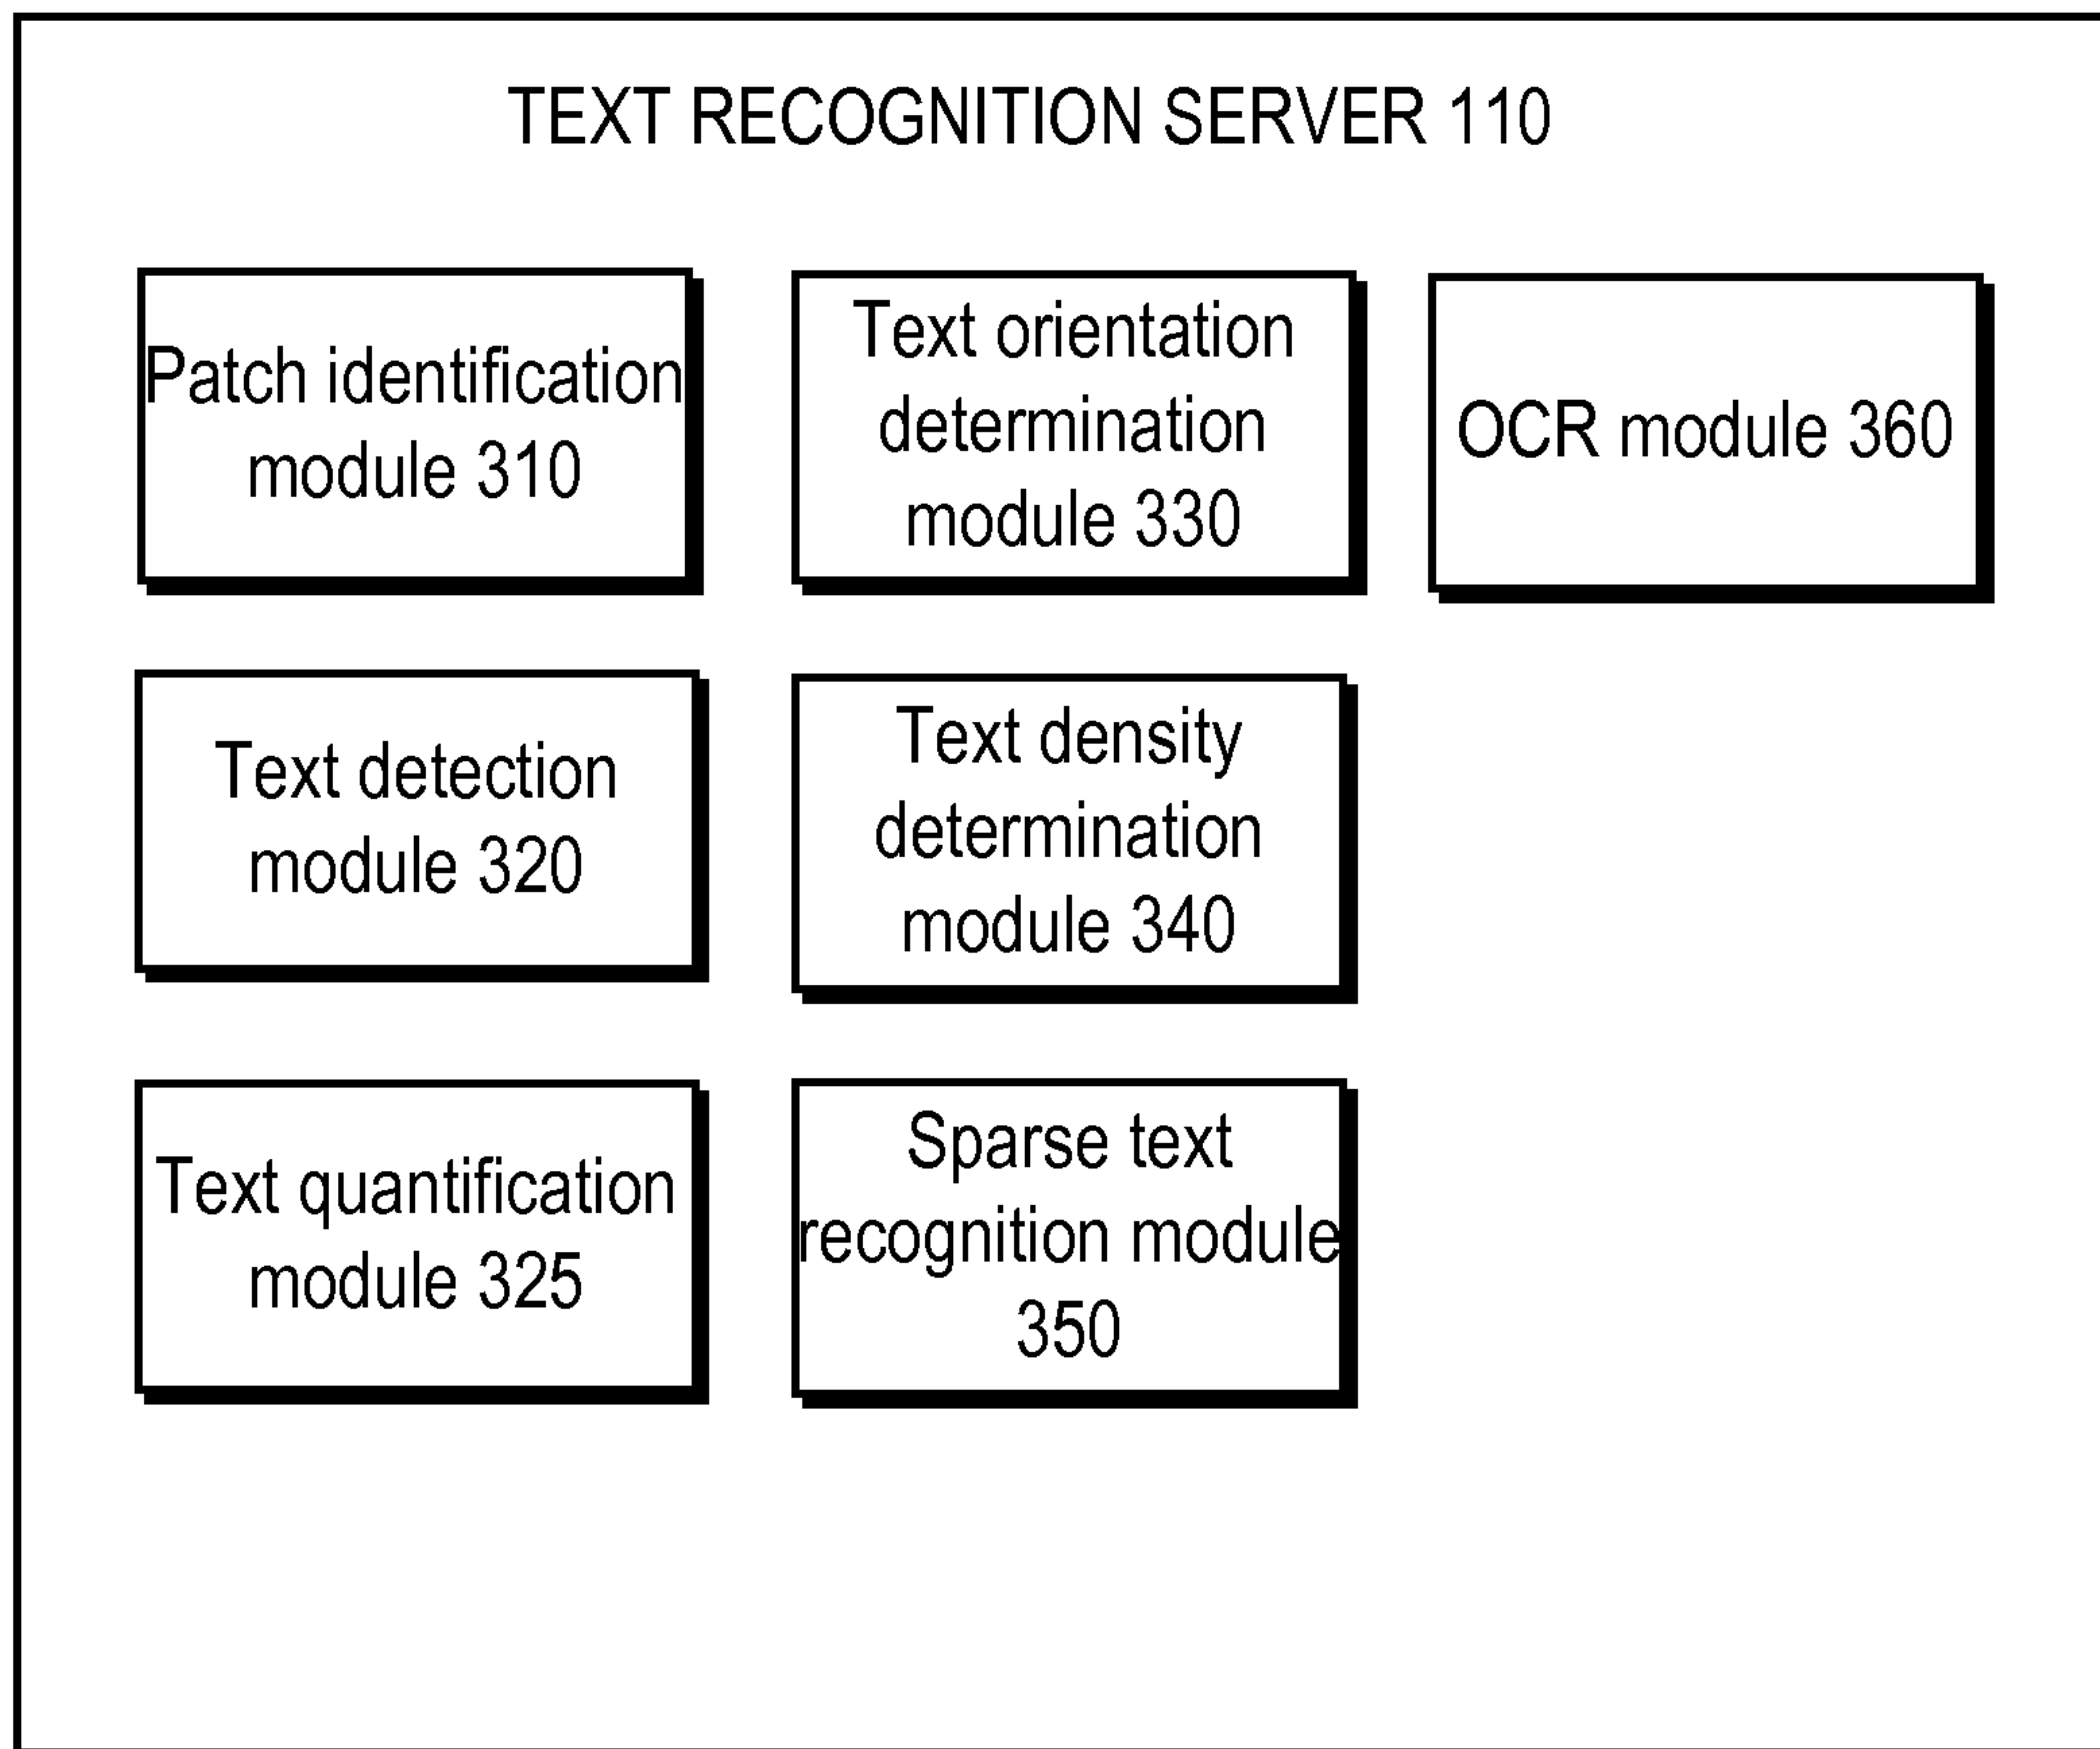 TEXT RECOGNITION SERVER 110
Patch identification
module 310
Text detection
module 320
Text quantification
module 325
Text orientation
determination
module 330
Text density
determination
module 340
Sparse text
recognition module
350
OCR module 360